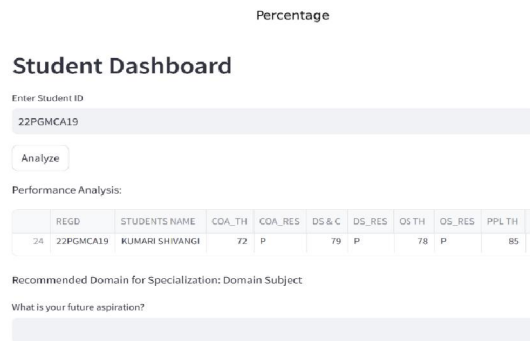 Percentage
Student Dashboard
Enter Student ID
22PGMCA19
Analyze
Performance Analysis:
REGD STUDENTS NAME COA_TH COA_RES DS & C DS_RES OS TH OS_RES PPL TH
24 22PGMCA19 KUMARI SHIVANGI 72 P 79 P 78 P 85
Recommended Domain for Specialization: Domain Subject
What is your future aspiration?